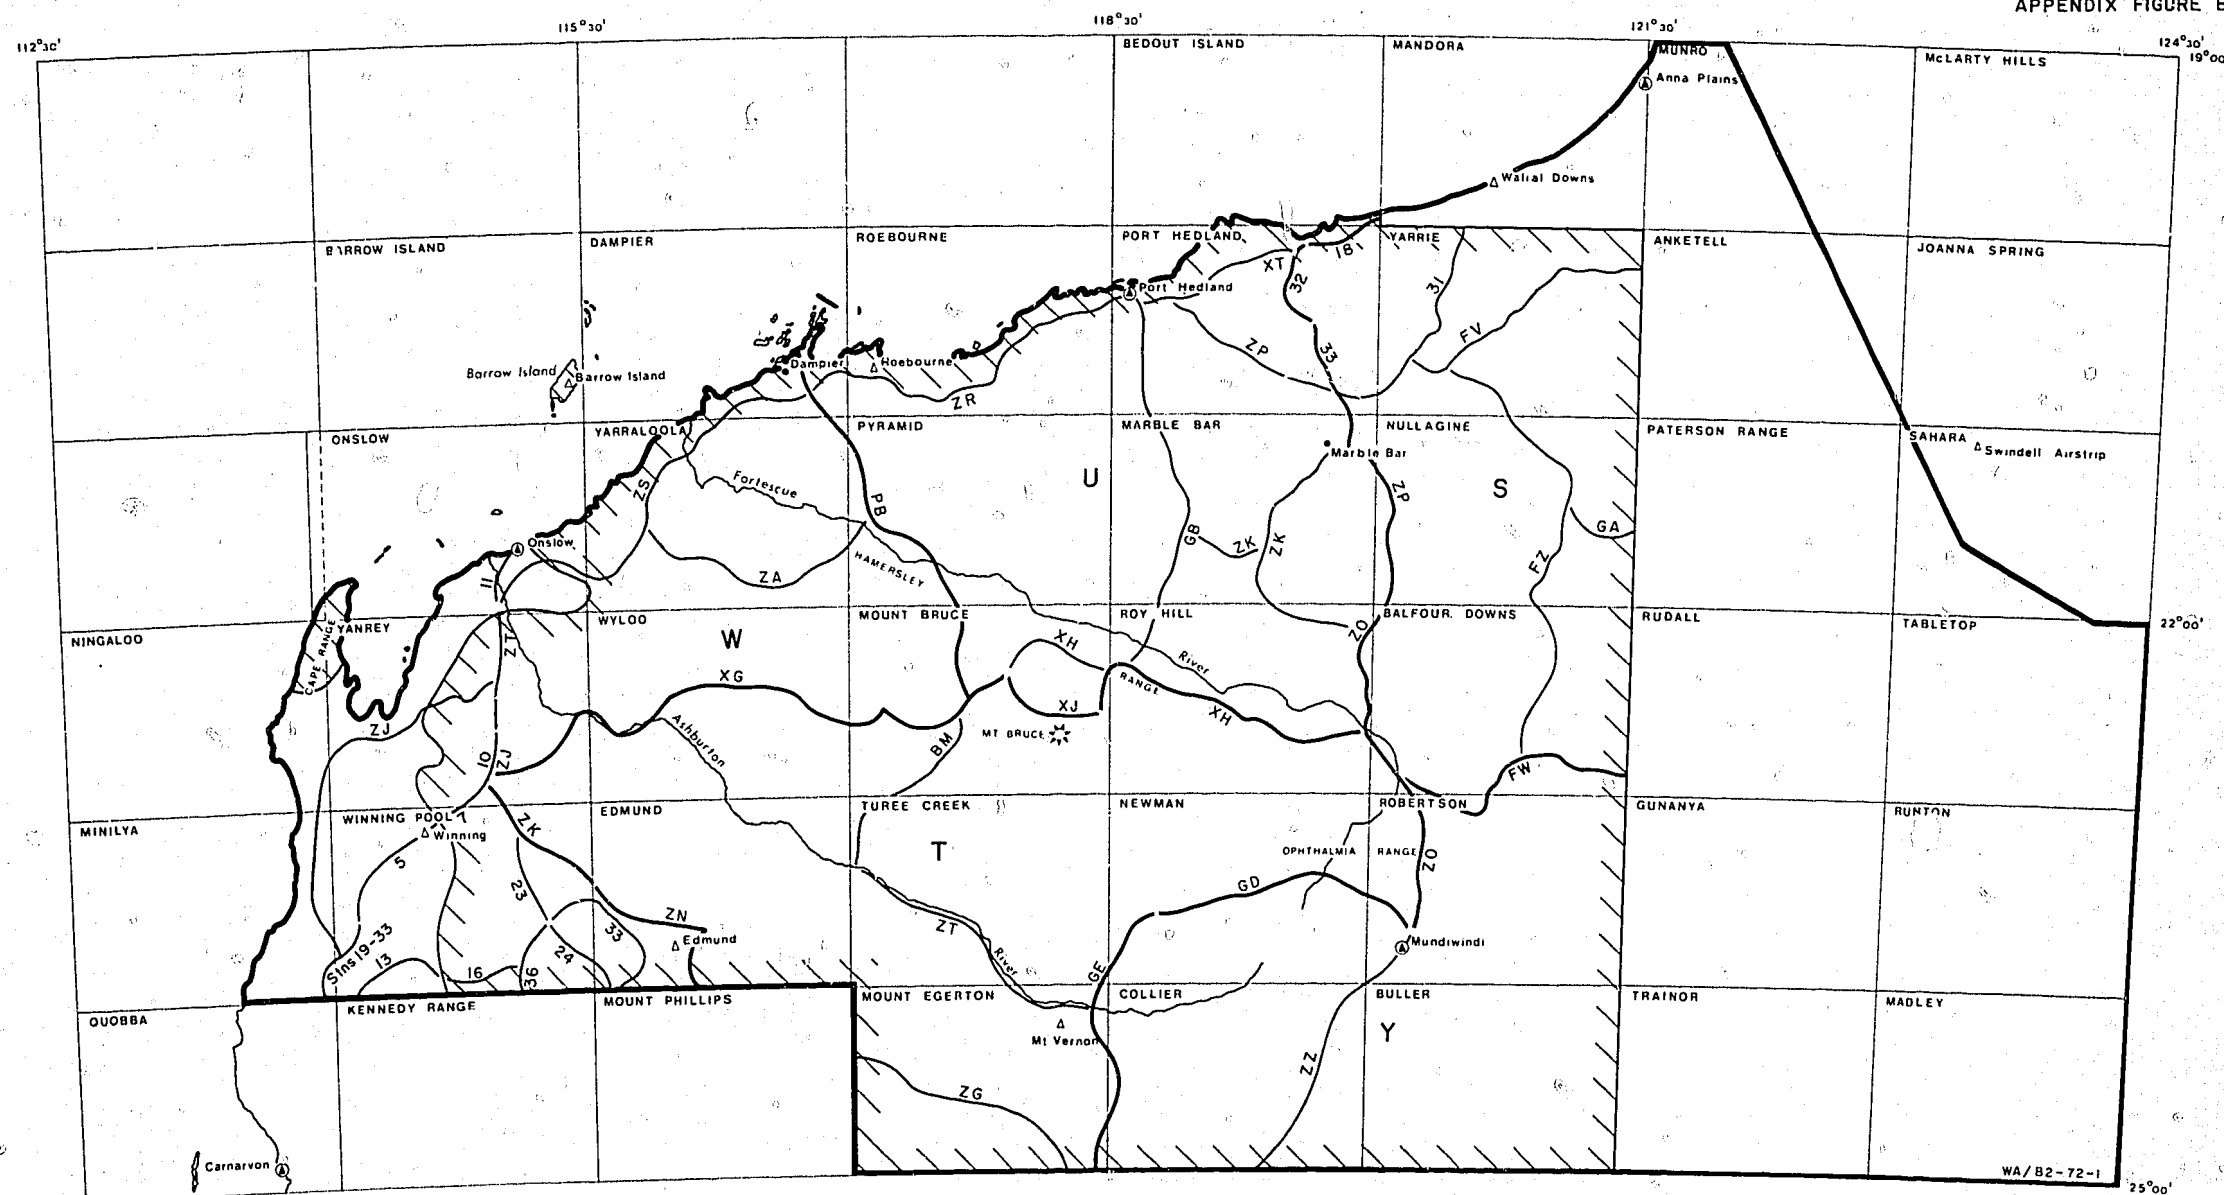 APPENDIX FIGURE
112°30'
115°30'
118°30'
121°30'
124°30'
19°00'
BEDOUT ISLAND
MANDORA
MUNRO
McLARTY HILLS
Anna Plains
Wallal Downs
BARROW ISLAND
DAMPIER
ROEBOURNE
PORT HEDLAND
YARRIE
ANKETELL
JOANNA SPRING
18
XT
32
31
Port Hedland
FV
ZP
33
Dampier
Roebourne
Barrow Island
Barrow Island
ZR
ONSLOW
YARRALOOLA
PYRAMID
MARBLE BAR
NULLAGINE
PATERSON RANGE
SAHARA
Swindell Airstrip
Marble Bar
U
S
ZS
Fortescue
PB
ZP
GA
GB
ZK
ZK
FZ
Onslow
HAMERSLEY
ZA
11
NINGALOO
YANREY
WYLOO
MOUNT BRUCE
ROY HILL
BALFOUR DOWNS
RUDALL
TABLETOP
22°00'
CAPE RANGE
ZT
W
ZO
XH
River
XG
RANGE
XJ
XH
ZJ
Ashburton
MT BRUCE
BM
10
ZJ
FW
MINILYA
WINNING POOL
EDMUND
TUREE CREEK
NEWMAN
ROBERTSON
GUNANYA
RUNTON
Winning
ZK
5
T
OPHTHALMIA RANGE
ZO
23
GD
ZN
33
Edmund
ZT
Mundiwindi
Stns 19-33
13
16
36
24
River
GE
QUOBBA
KENNEDY RANGE
MOUNT PHILLIPS
MOUNT EGERTON
COLLIER
BULLER
TRAINOR
MADLEY
Mt Vernon
Y
ZG
ZZ
Carnarvon
WA/B2-72-1
25°00'